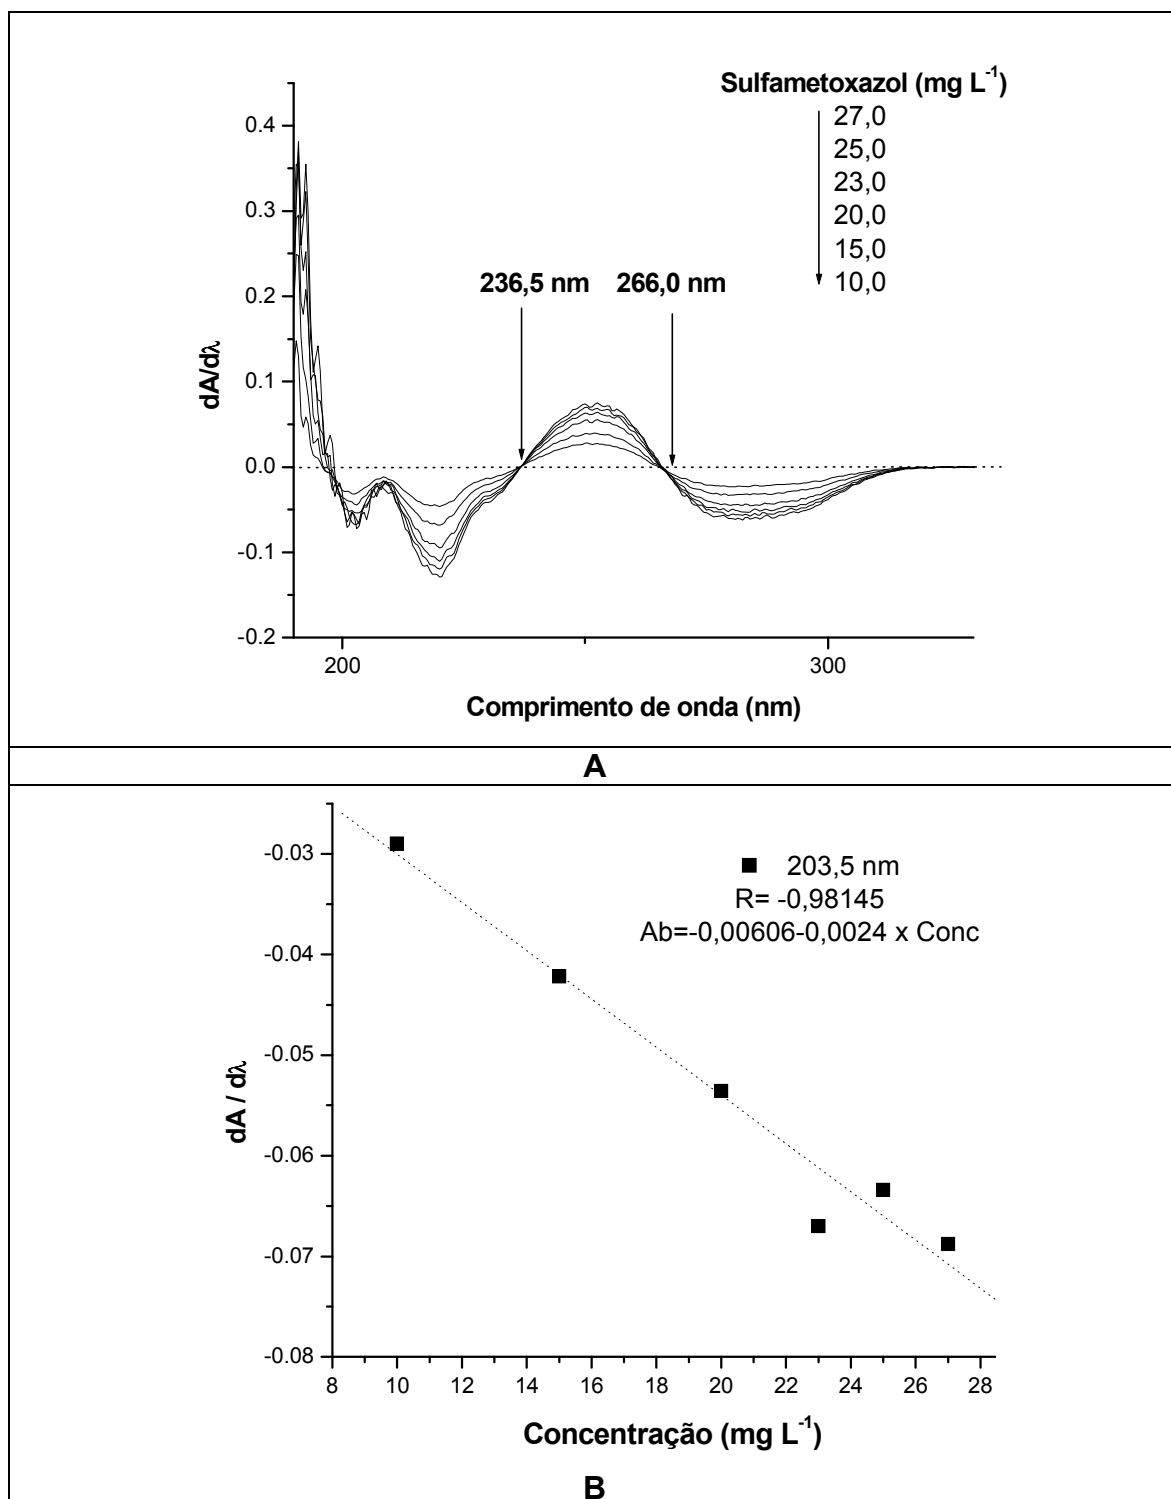 Sulfametoxazol (mg L⁻¹)
27,0
25,0
23,0
20,0
15,0
10,0
236,5 nm 266,0 nm
0.4
0.3
0.2
0.1
0.0
-0.1
-0.2
dA/dλ
200 300
Comprimento de onda (nm)
A
-0.03
-0.04
-0.05
-0.06
-0.07
-0.08
dA / dλ
203,5 nm
R= -0,98145
Ab=-0,00606-0,0024 x Conc
8 10 12 14 16 18 20 22 24 26 28
Concentração (mg L⁻¹)
B